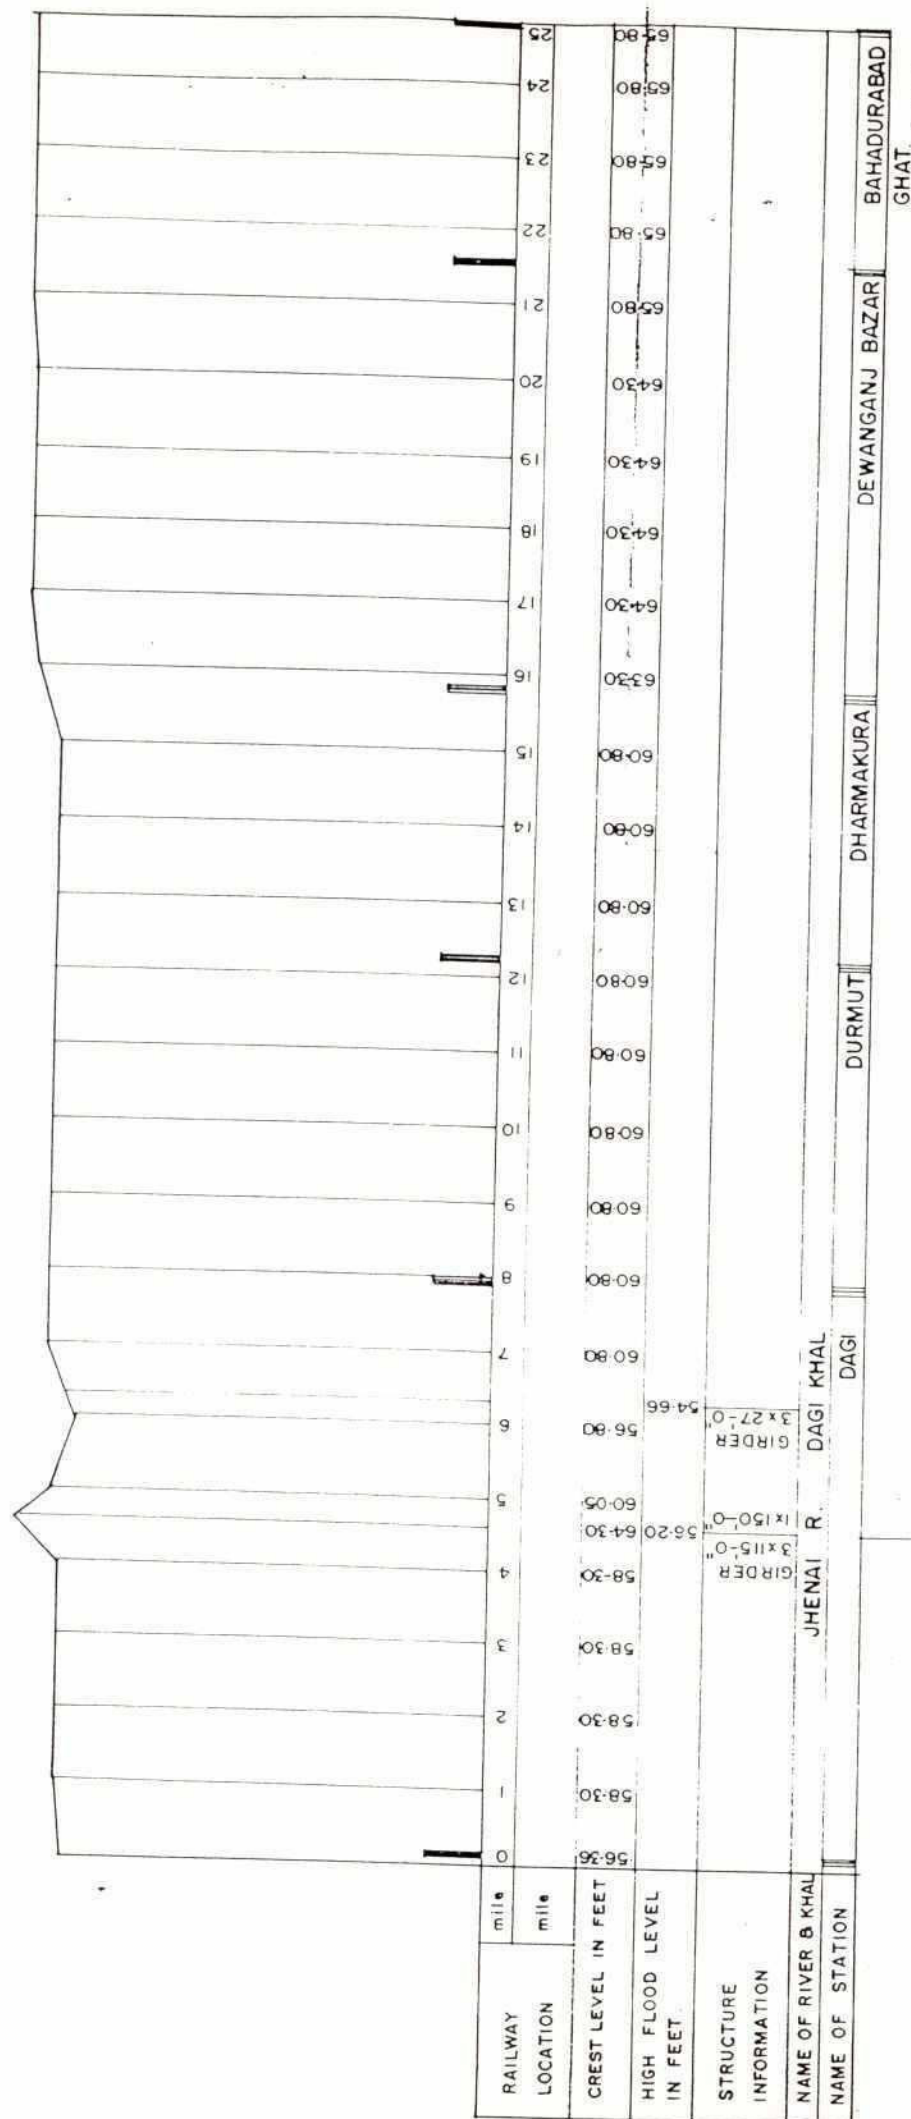 RAILWAY
LOCATION
mile
mile
0
1
2
3
4
5
6
7
8
9
10
11
12
13
14
15
16
17
18
19
20
21
22
23
24
25
CREST LEVEL IN FEET
56·36
58·30
58·30
58·30
58·30
64·30
60·05
56·80
60·80
60·80
60·80
60·80
60·80
60·80
60·80
60·80
60·80
63·30
64·30
64·30
64·30
64·30
65·80
65·80
65·80
65·80
65·80
HIGH FLOOD LEVEL
IN FEET
56·20
54·66
STRUCTURE
INFORMATION
GIRDER
3 x 115'-0"
1 x 150'-0"
GIRDER
3 x 27'-0"
NAME OF RIVER & KHAL
JHENAI R.
DAGI KHAL
NAME OF STATION
DAGI
DURMUT
DHARMAKURA
DEWANGANJ BAZAR
BAHADURABAD
GHAT.